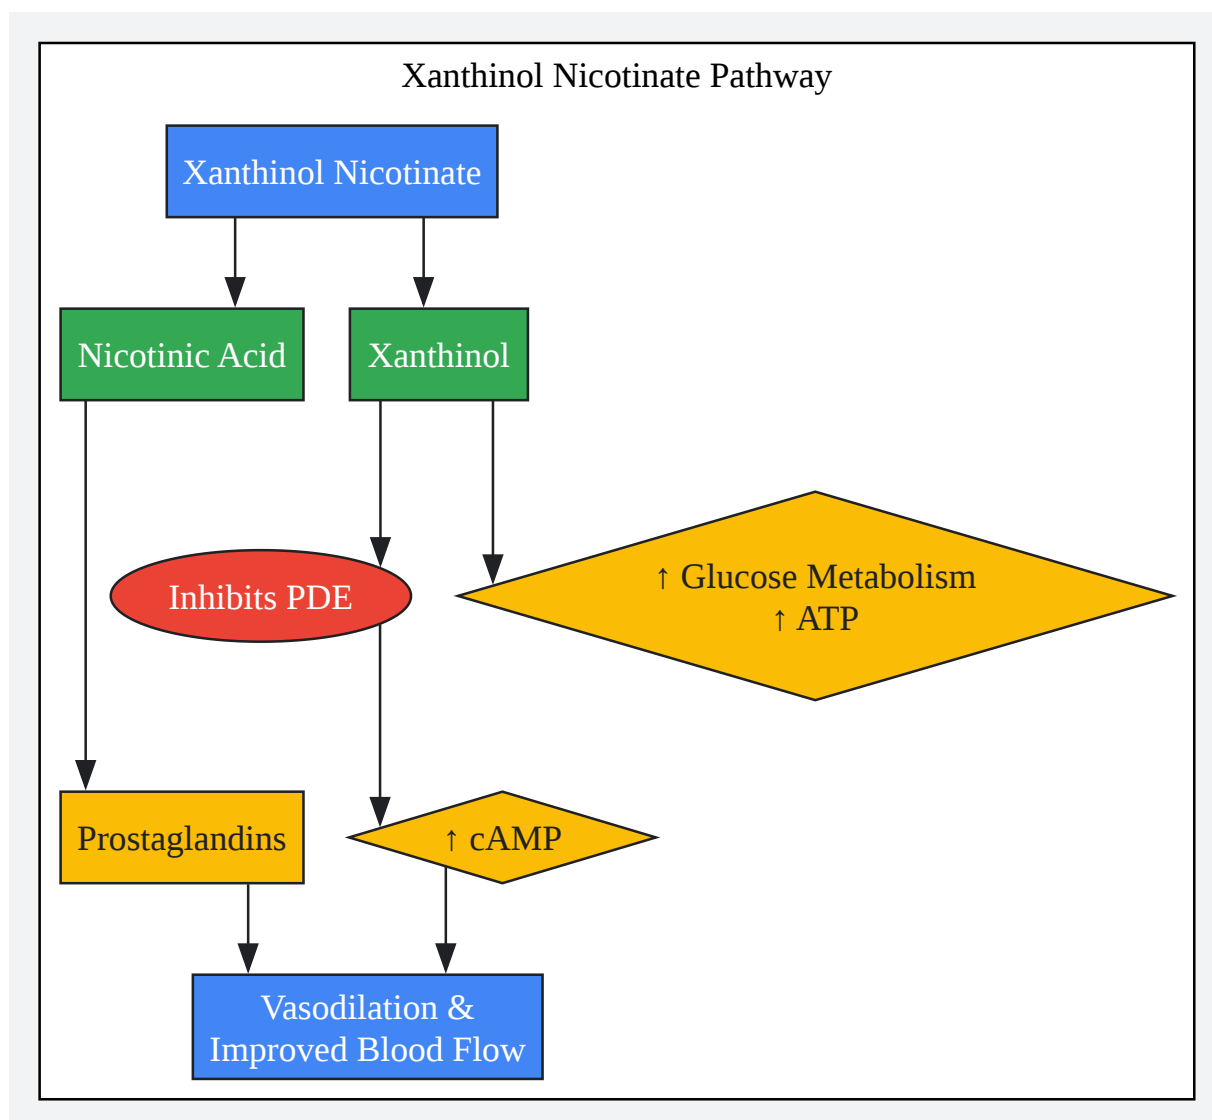 Xanthinol Nicotinate Pathway
Xanthinol Nicotinate
Nicotinic Acid
Xanthinol
Inhibits PDE
↑ Glucose Metabolism
↑ ATP
Prostaglandins
↑ cAMP
Vasodilation &
Improved Blood Flow